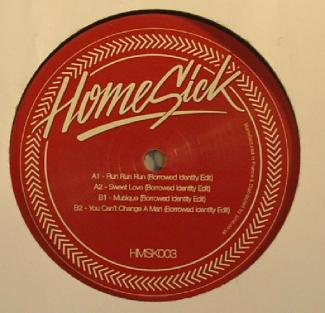 HomeSick
A1 - Run Run Run (Borrowed Identity Edit)
A2 - Sweet Love (Borrowed Identity Edit)
B1 - Musique (Borrowed Identity Edit)
B2 - You Can't Change A Man (Borrowed Identity Edit)
HMSK003